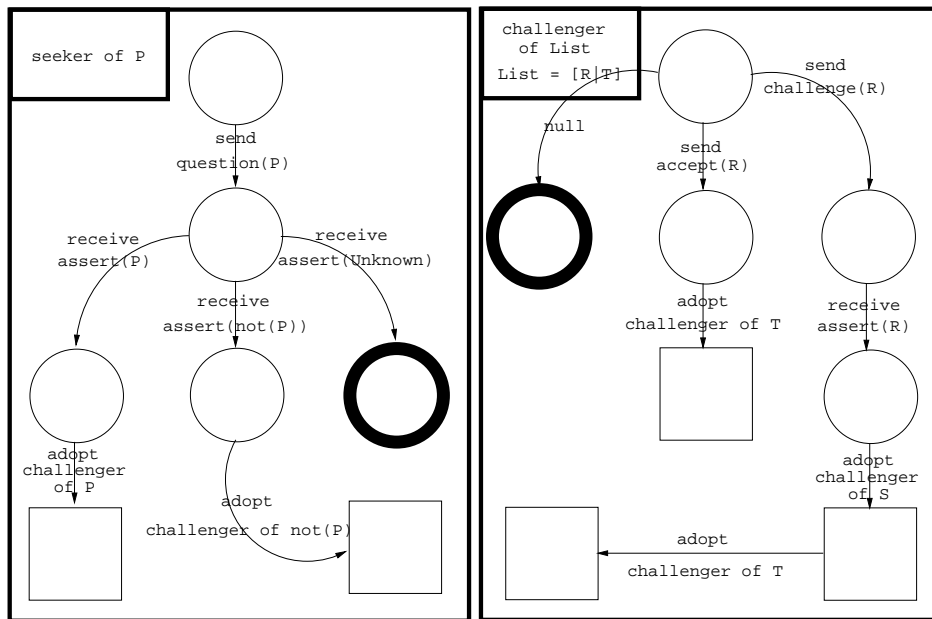 seeker of P
send
question(P)
receive
assert(P)
receive
assert(Unknown)
receive
assert(not(P))
adopt
challenger
of P
adopt
challenger of not(P)
challenger
of List
List = [R|T]
send
challenge(R)
null
send
accept(R)
adopt
challenger of T
receive
assert(R)
adopt
challenger
of S
adopt
challenger of T